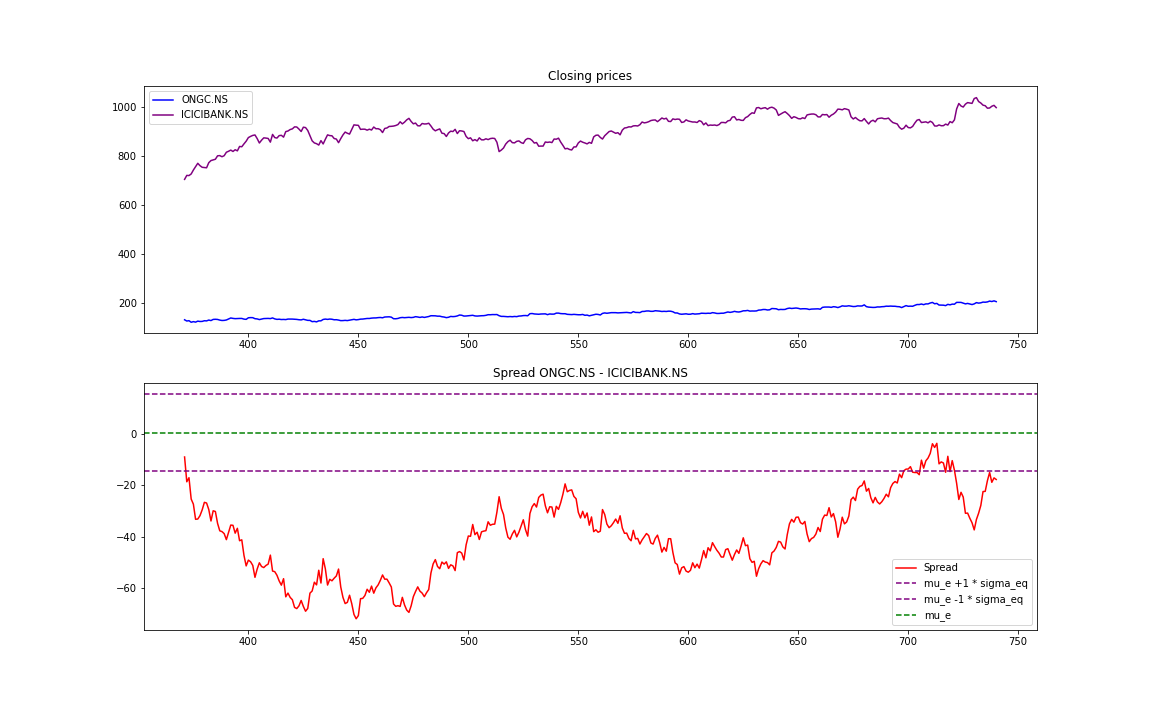 Closing prices
ONGC.NS
ICICIBANK.NS
1000
800
600
400
200
400 450 500 550 600 650 700 750
Spread ONGC.NS - ICICIBANK.NS
0
−20
−40
−60
Spread
mu_e +1 * sigma_eq
mu_e -1 * sigma_eq
mu_e
400 450 500 550 600 650 700 750